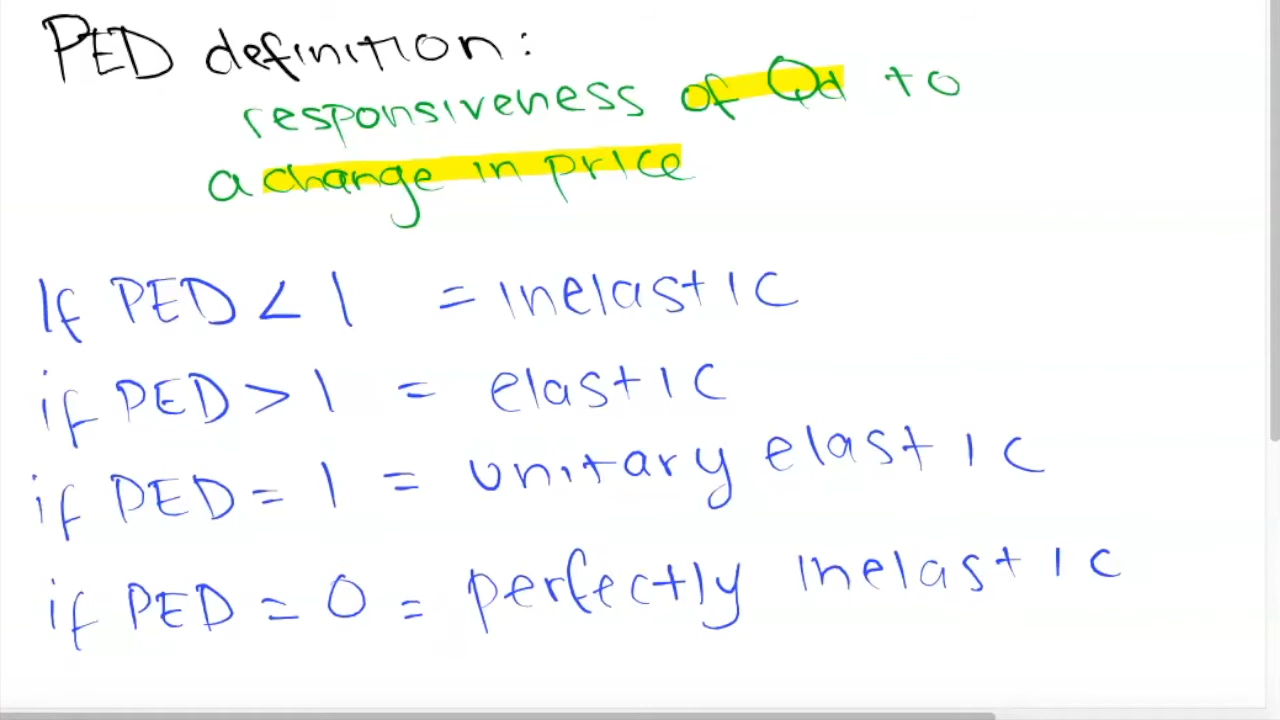 PED definition:
responsiveness of Qd to
a change in price
If PED < 1 = inelastic
if PED > 1 = elastic
if PED = 1 = unitary elastic
if PED = 0 = perfectly inelastic